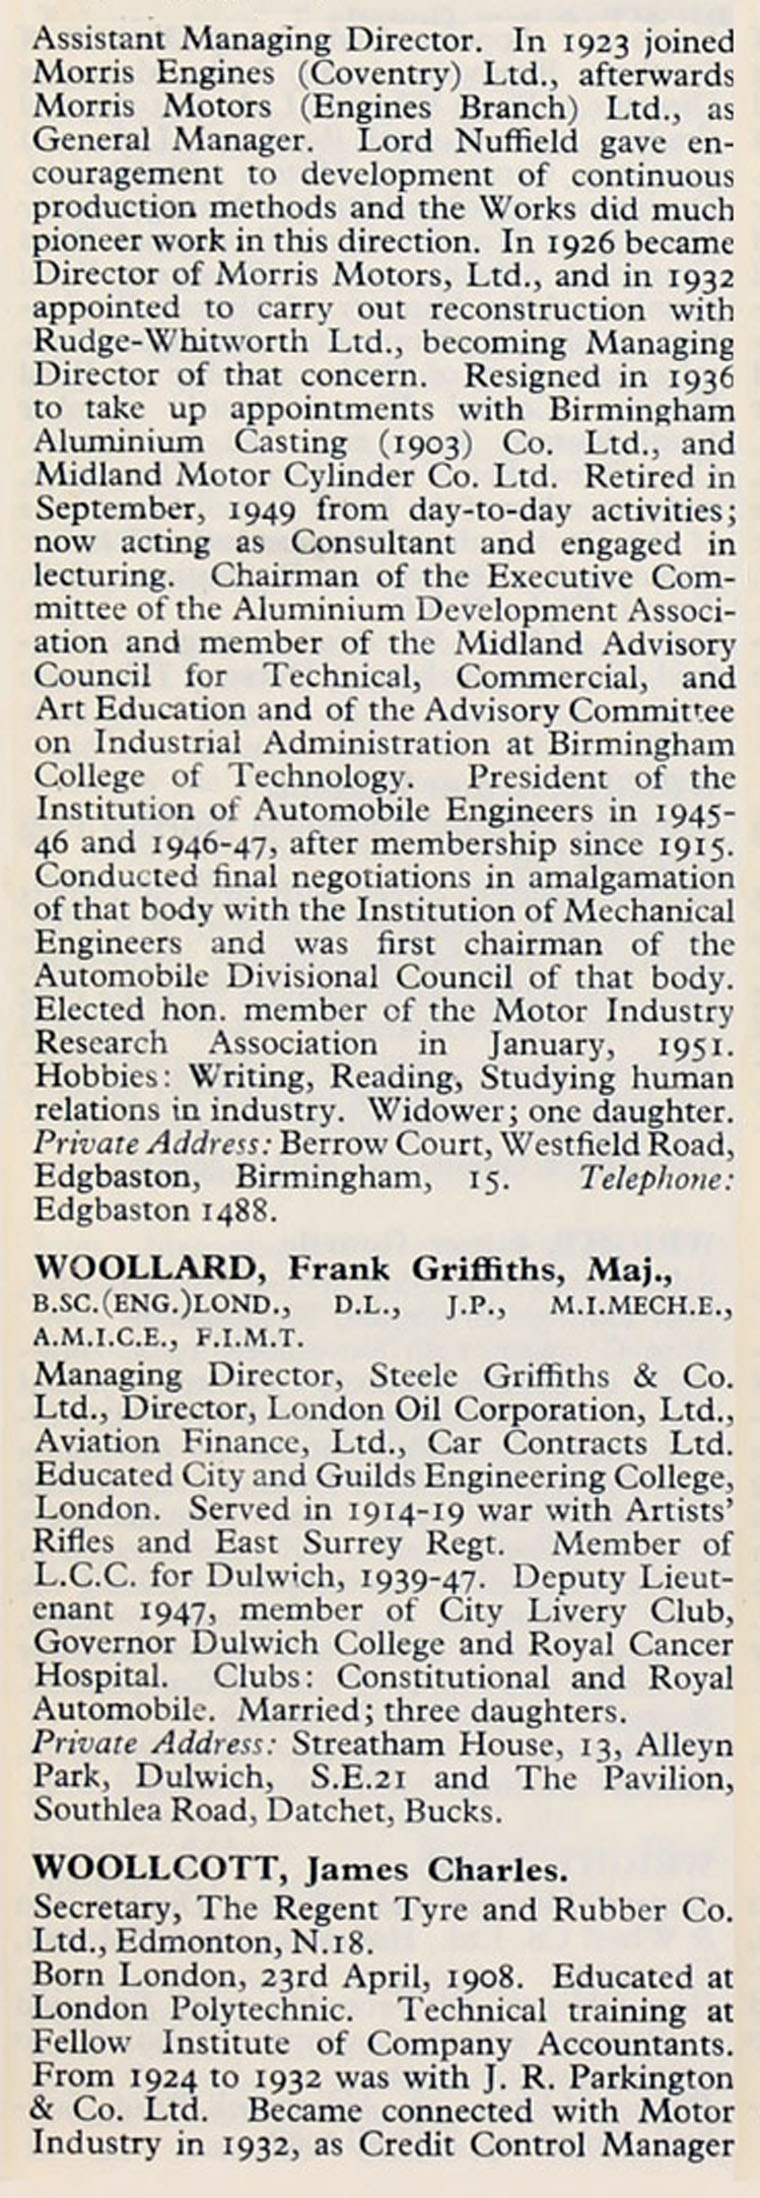 Assistant Managing Director. In 1923 joined
Morris Engines (Coventry) Ltd., afterwards
Morris Motors (Engines Branch) Ltd., as
General Manager. Lord Nuffield gave en-
couragement to development of continuous
production methods and the Works did much
pioneer work in this direction. In 1926 became
Director of Morris Motors, Ltd., and in 1932
appointed to carry out reconstruction with
Rudge-Whitworth Ltd., becoming Managing
Director of that concern. Resigned in 1936
to take up appointments with Birmingham
Aluminium Casting (1903) Co. Ltd., and
Midland Motor Cylinder Co. Ltd. Retired in
September, 1949 from day-to-day activities;
now acting as Consultant and engaged in
lecturing. Chairman of the Executive Com-
mittee of the Aluminium Development Associ-
ation and member of the Midland Advisory
Council for Technical, Commercial, and
Art Education and of the Advisory Committee
on Industrial Administration at Birmingham
College of Technology. President of the
Institution of Automobile Engineers in 1945-
46 and 1946-47, after membership since 1915.
Conducted final negotiations in amalgamation
of that body with the Institution of Mechanical
Engineers and was first chairman of the
Automobile Divisional Council of that body.
Elected hon. member of the Motor Industry
Research Association in January, 1951.
Hobbies: Writing, Reading, Studying human
relations in industry. Widower; one daughter.
Private Address: Berrow Court, Westfield Road,
Edgbaston, Birmingham, 15. Telephone:
Edgbaston 1488.
WOOLLARD, Frank Griffiths, Maj.,
B.SC.(ENG.)LOND., D.L., J.P., M.I.MECH.E.,
A.M.I.C.E., F.I.M.T.
Managing Director, Steele Griffiths & Co.
Ltd., Director, London Oil Corporation, Ltd.,
Aviation Finance, Ltd., Car Contracts Ltd.
Educated City and Guilds Engineering College,
London. Served in 1914-19 war with Artists'
Rifles and East Surrey Regt. Member of
L.C.C. for Dulwich, 1939-47. Deputy Lieut-
enant 1947, member of City Livery Club,
Governor Dulwich College and Royal Cancer
Hospital. Clubs: Constitutional and Royal
Automobile. Married; three daughters.
Private Address: Streatham House, 13, Alleyn
Park, Dulwich, S.E.21 and The Pavilion,
Southlea Road, Datchet, Bucks.
WOOLLCOTT, James Charles.
Secretary, The Regent Tyre and Rubber Co.
Ltd., Edmonton, N.18.
Born London, 23rd April, 1908. Educated at
London Polytechnic. Technical training at
Fellow Institute of Company Accountants.
From 1924 to 1932 was with J. R. Parkington
& Co. Ltd. Became connected with Motor
Industry in 1932, as Credit Control Manager